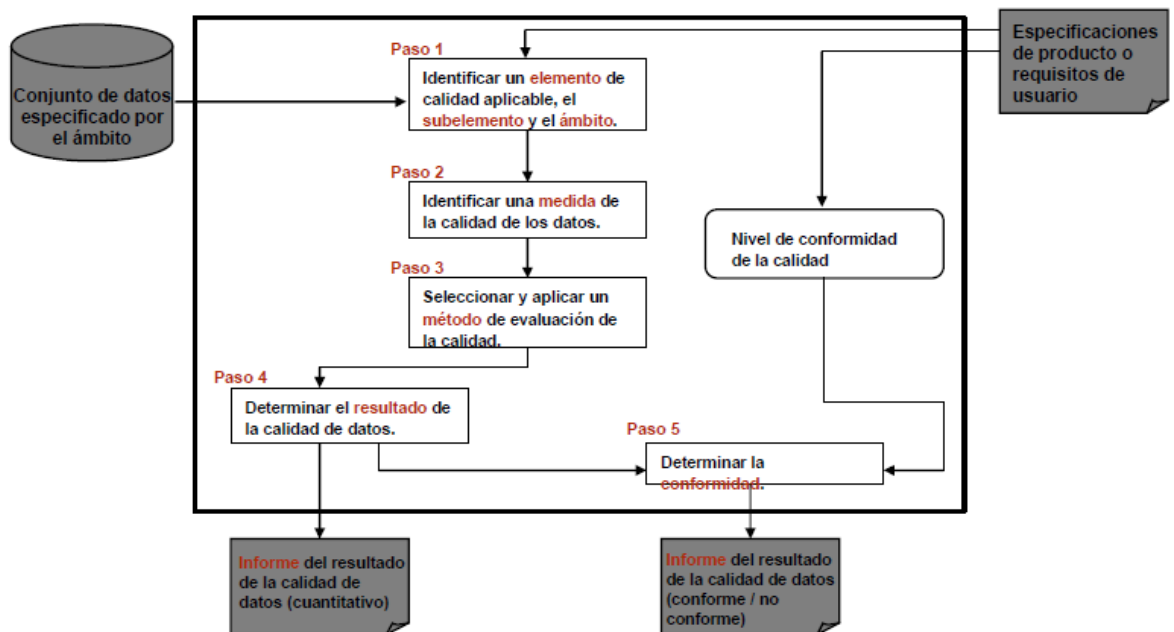 Conjunto de datos
especificado por
el ámbito
Especificaciones
de producto o
requisitos de
usuario
Paso 1
Identificar un elemento de
calidad aplicable, el
subelemento y el ámbito.
Paso 2
Identificar una medida de
la calidad de los datos.
Nivel de conformidad
de la calidad
Paso 3
Seleccionar y aplicar un
método de evaluación de
la calidad.
Paso 4
Determinar el resultado de
la calidad de datos.
Paso 5
Determinar la
conformidad.
Informe del resultado
de la calidad de
datos (cuantitativo)
Informe del resultado
de la calidad de datos
(conforme / no
conforme)